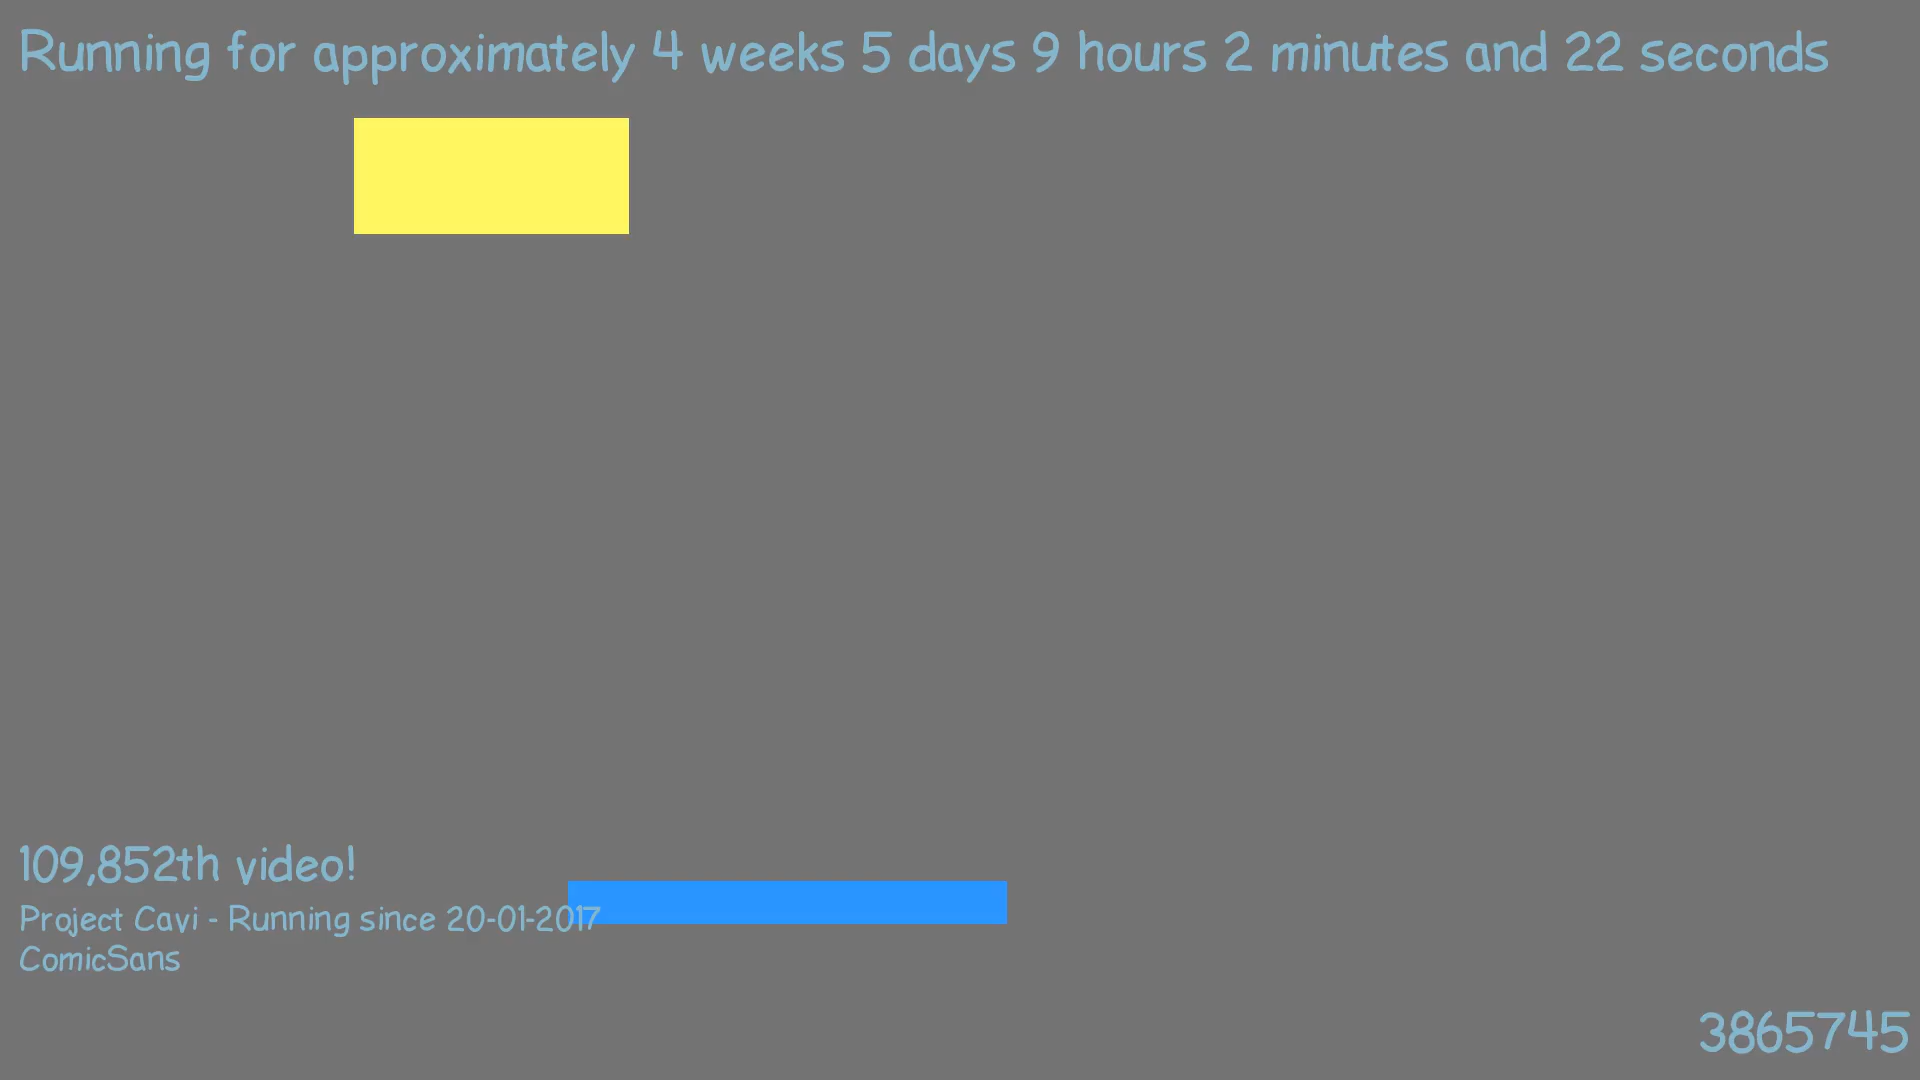 Running for approximately 4 weeks 5 days 9 hours 2 minutes and 22 seconds
109,852th video!
Project Cavi - Running since 20-01-2017
ComicSans
3865745